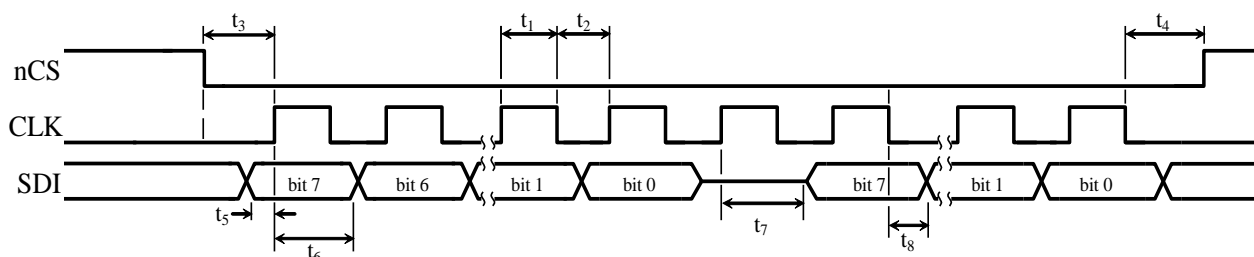 t3 t1 t2 t4
nCS
CLK
SDI bit 7 bit 6 bit 1 bit 0 bit 7 bit 1 bit 0
t5 t6 t7 t8